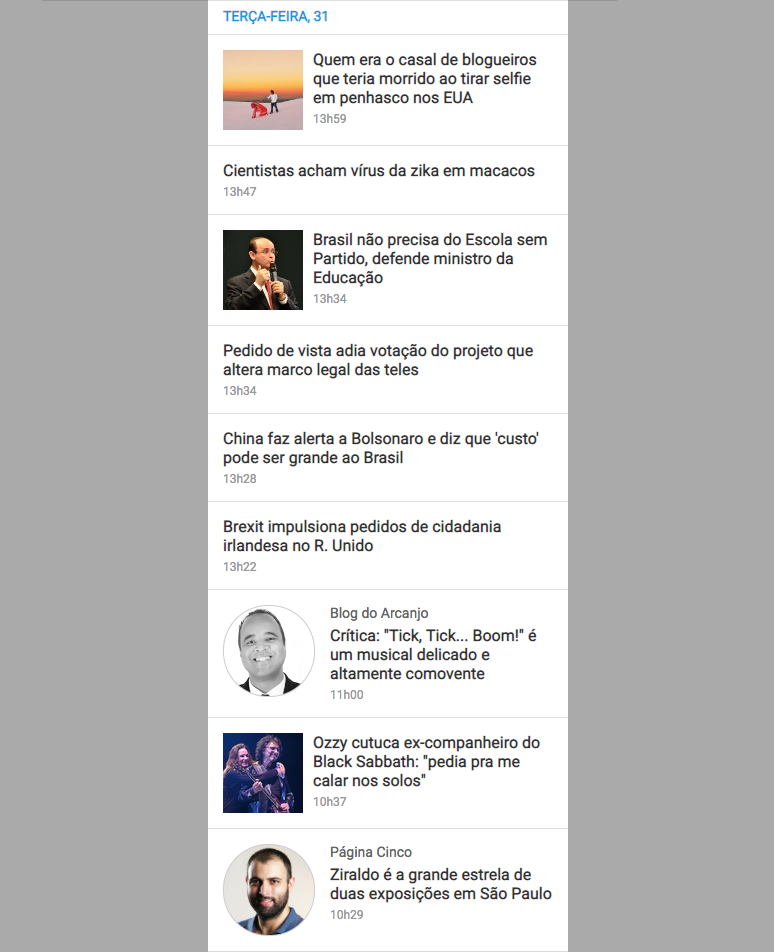 TERÇA-FEIRA, 31
Quem era o casal de blogueiros
que teria morrido ao tirar selfie
em penhasco nos EUA
13h59
Cientistas acham vírus da zika em macacos
13h47
Brasil não precisa do Escola sem
Partido, defende ministro da
Educação
13h34
Pedido de vista adia votação do projeto que
altera marco legal das teles
13h34
China faz alerta a Bolsonaro e diz que 'custo'
pode ser grande ao Brasil
13h28
Brexit impulsiona pedidos de cidadania
irlandesa no R. Unido
13h22
Blog do Arcanjo
Crítica: "Tick, Tick... Boom!" é
um musical delicado e
altamente comovente
11h00
Ozzy cutuca ex-companheiro do
Black Sabbath: "pedia pra me
calar nos solos"
10h37
Página Cinco
Ziraldo é a grande estrela de
duas exposições em São Paulo
10h29